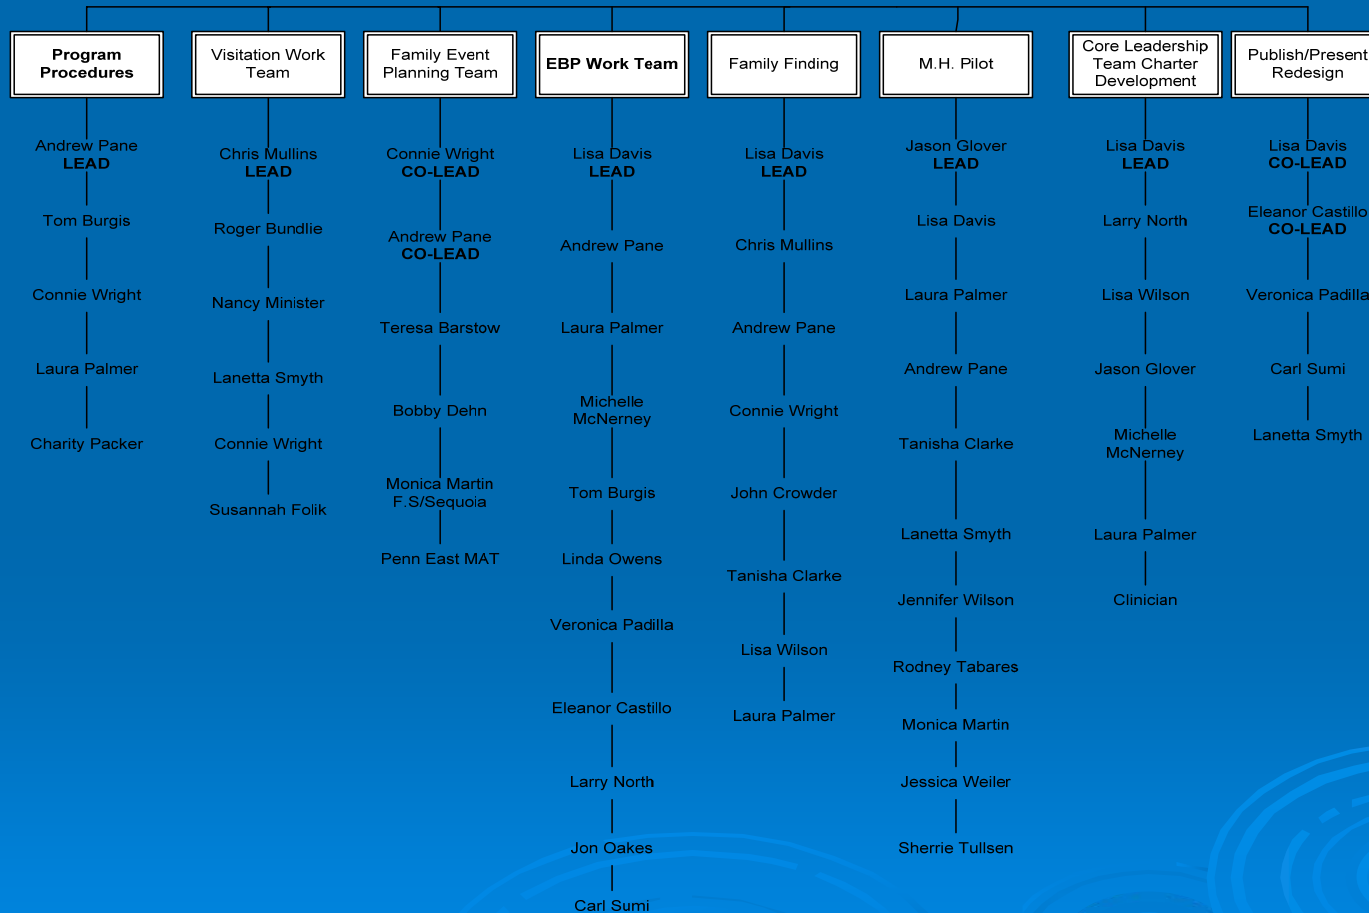 Program
Procedures
Andrew Pane
LEAD
Tom Burgis
Connie Wright
Laura Palmer
Charity Packer
Visitation Work
Team
Chris Mullins
LEAD
Roger Bundlie
Nancy Minister
Lanetta Smyth
Connie Wright
Susannah Folik
Family Event
Planning Team
Connie Wright
CO-LEAD
Andrew Pane
CO-LEAD
Teresa Barstow
Bobby Dehn
Monica Martin
F.S/Sequoia
Penn East MAT
EBP Work Team
Lisa Davis
LEAD
Andrew Pane
Laura Palmer
Michelle
McNerney
Tom Burgis
Linda Owens
Veronica Padilla
Eleanor Castillo
Larry North
Jon Oakes
Carl Sumi
Family Finding
Lisa Davis
LEAD
Chris Mullins
Andrew Pane
Connie Wright
John Crowder
Tanisha Clarke
Lisa Wilson
Laura Palmer
M.H. Pilot
Jason Glover
LEAD
Lisa Davis
Laura Palmer
Andrew Pane
Tanisha Clarke
Lanetta Smyth
Jennifer Wilson
Rodney Tabares
Monica Martin
Jessica Weiler
Sherrie Tullsen
Core Leadership
Team Charter
Development
Lisa Davis
LEAD
Larry North
Lisa Wilson
Jason Glover
Michelle
McNerney
Laura Palmer
Clinician
Publish/Present
Redesign
Lisa Davis
CO-LEAD
Eleanor Castillo
CO-LEAD
Veronica Padilla
Carl Sumi
Lanetta Smyth